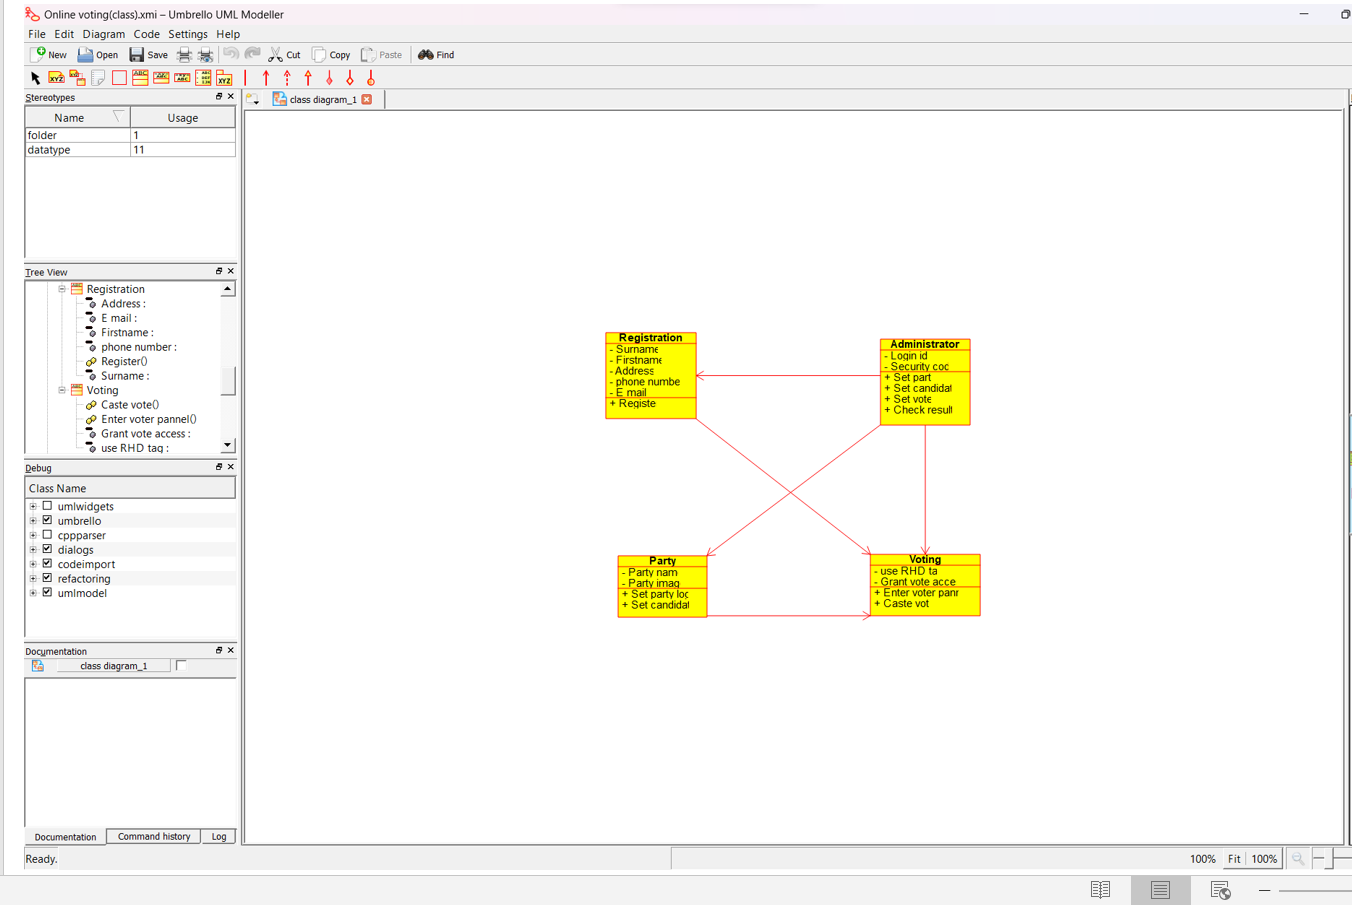 Online voting(class).xmi – Umbrello UML Modeller
File Edit Diagram Code Settings Help
New Open Save Cut Copy Paste Find
XYZ ABC ABC ABC XYZ
Stereotypes
class diagram_1
Name Usage
folder 1
datatype 11
Tree View
Registration
Address :
E mail :
Firstname :
phone number :
Register()
Surname :
Voting
Caste vote()
Enter voter pannel()
Grant vote access :
use RHD tag :
Debug
Class Name
umlwidgets
umbrello
cppparser
dialogs
codeimport
refactoring
umlmodel
Documentation
class diagram_1
Documentation Command history Log
Registration
- Surname
- Firstname
- Address
- phone numbe
- E mail
+ Registe
Administrator
- Login id
- Security coc
+ Set part
+ Set candidat
+ Set vote
+ Check result
Party
- Party nam
- Party imag
+ Set party loc
+ Set candidat
Voting
- use RHD ta
- Grant vote acce
+ Enter voter panr
+ Caste vot
Ready.
100% Fit 100%